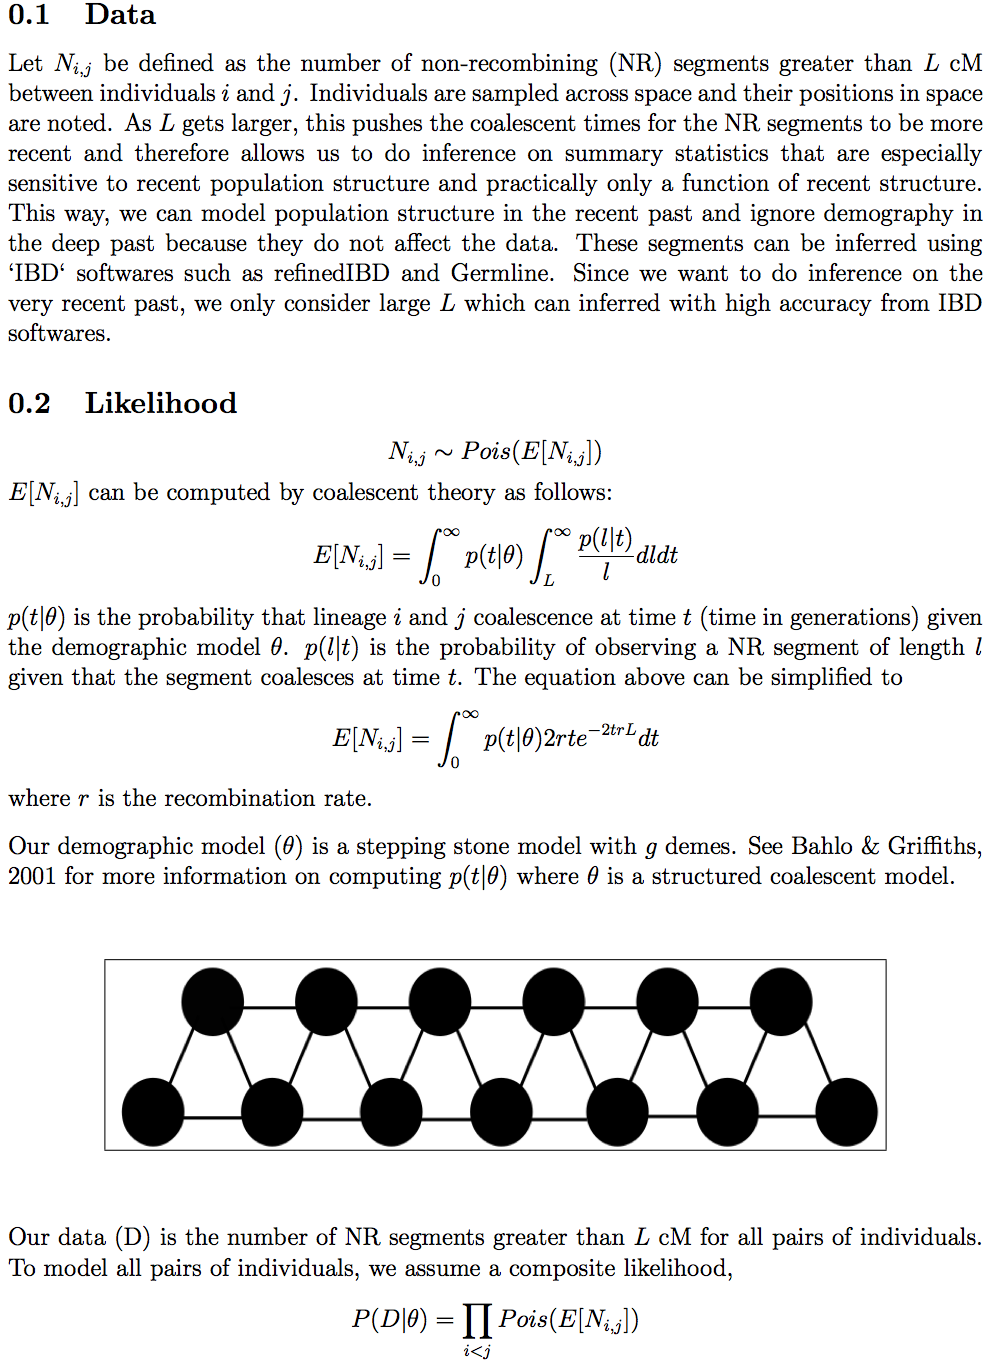 0.1 Data
Let $N_{i,j}$ be defined as the number of non-recombining (NR) segments greater than $L$ cM
between individuals $i$ and $j$. Individuals are sampled across space and their positions in space
are noted. As $L$ gets larger, this pushes the coalescent times for the NR segments to be more
recent and therefore allows us to do inference on summary statistics that are especially
sensitive to recent population structure and practically only a function of recent structure.
This way, we can model population structure in the recent past and ignore demography in
the deep past because they do not affect the data. These segments can be inferred using
‘IBD‘ softwares such as refinedIBD and Germline. Since we want to do inference on the
very recent past, we only consider large $L$ which can inferred with high accuracy from IBD
softwares.
0.2 Likelihood
$N_{i,j} \sim Pois(E[N_{i,j}])$
$E[N_{i,j}]$ can be computed by coalescent theory as follows:
$E[N_{i,j}] = \int_0^\infty p(t|\theta) \int_L^\infty \frac{p(l|t)}{l} dldt$
$p(t|\theta)$ is the probability that lineage $i$ and $j$ coalescence at time $t$ (time in generations) given
the demographic model $\theta$. $p(l|t)$ is the probability of observing a NR segment of length $l$
given that the segment coalesces at time $t$. The equation above can be simplified to
$E[N_{i,j}] = \int_0^\infty p(t|\theta)2rte^{-2trL}dt$
where $r$ is the recombination rate.
Our demographic model ($\theta$) is a stepping stone model with $g$ demes. See Bahlo & Griffiths,
2001 for more information on computing $p(t|\theta)$ where $\theta$ is a structured coalescent model.
Our data (D) is the number of NR segments greater than $L$ cM for all pairs of individuals.
To model all pairs of individuals, we assume a composite likelihood,
$P(D|\theta) = \prod_{i<j} Pois(E[N_{i,j}])$